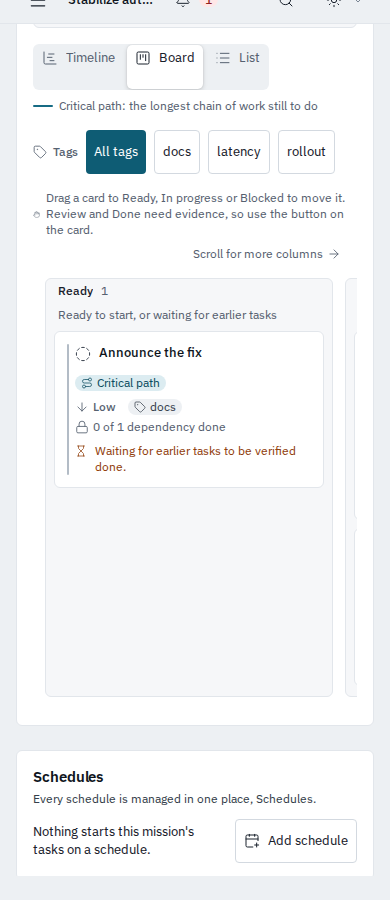 Stabilize aut...
1
Timeline
Board
List
Critical path: the longest chain of work still to do
Tags
All tags
docs
latency
rollout
Drag a card to Ready, In progress or Blocked to move it.
Review and Done need evidence, so use the button on
the card.
Scroll for more columns
Ready 1
Ready to start, or waiting for earlier tasks
Announce the fix
Critical path
Low
docs
0 of 1 dependency done
Waiting for earlier tasks to be verified
done.
Schedules
Every schedule is managed in one place, Schedules.
Nothing starts this mission's
tasks on a schedule.
Add schedule